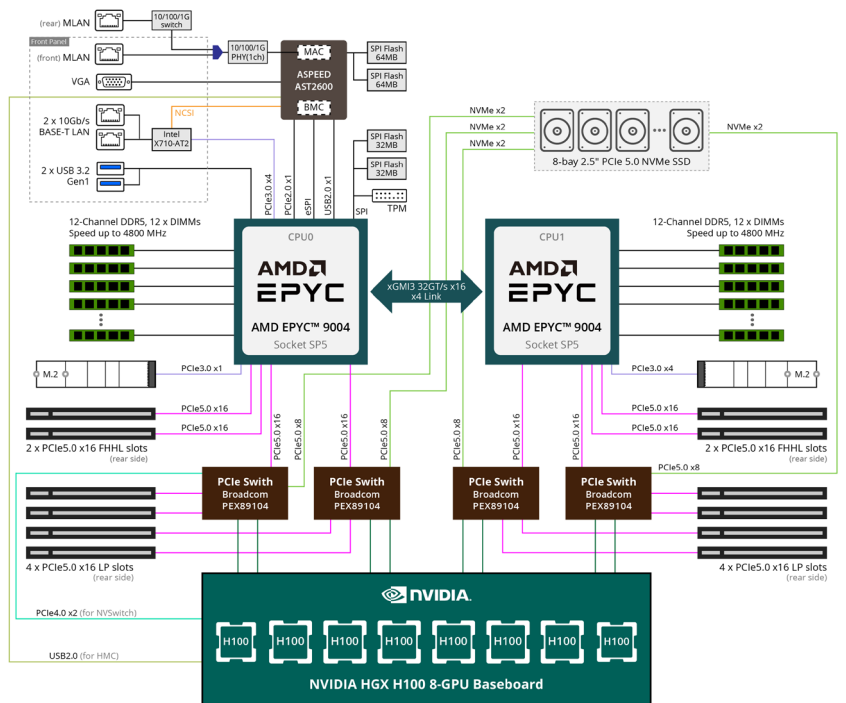 (rear) MLAN
10/100/1G
switch
Front Panel
(front) MLAN
10/100/1G
PHY(1ch)
MAC
ASPEED
AST2600
BMC
SPI Flash
64MB
SPI Flash
64MB
VGA
NCSI
2 x 10Gb/s
BASE-T LAN
Intel
X710-AT2
2 x USB 3.2
Gen1
SPI Flash
32MB
SPI Flash
32MB
TPM
PCIe3.0 x4
PCIe2.0 x1
eSPI
USB2.0 x1
SPI
NVMe x2
NVMe x2
NVMe x2
NVMe x2
8-bay 2.5" PCIe 5.0 NVMe SSD
12-Channel DDR5, 12 x DIMMs
Speed up to 4800 MHz
CPU0
AMD
EPYC
AMD EPYC™ 9004
Socket SP5
xGMI3 32GT/s x16
x4 Link
CPU1
AMD
EPYC
AMD EPYC™ 9004
Socket SP5
12-Channel DDR5, 12 x DIMMs
Speed up to 4800 MHz
M.2
PCIe3.0 x1
PCIe3.0 x4
M.2
PCIe5.0 x16
PCIe5.0 x16
2 x PCIe5.0 x16 FHHL slots
(rear side)
PCIe5.0 x16
PCIe5.0 x8
PCIe5.0 x16
PCIe5.0 x8
PCIe5.0 x8
PCIe5.0 x16
PCIe5.0 x16
PCIe5.0 x16
PCIe5.0 x16
2 x PCIe5.0 x16 FHHL slots
(rear side)
PCIe5.0 x8
PCIe Swith
Broadcom
PEX89104
PCIe Swith
Broadcom
PEX89104
PCIe Swith
Broadcom
PEX89104
PCIe Swith
Broadcom
PEX89104
4 x PCIe5.0 x16 LP slots
(rear side)
4 x PCIe5.0 x16 LP slots
(rear side)
PCIe4.0 x2 (for NVSwitch)
USB2.0 (for HMC)
NVIDIA.
H100 H100 H100 H100 H100 H100 H100 H100
NVIDIA HGX H100 8-GPU Baseboard